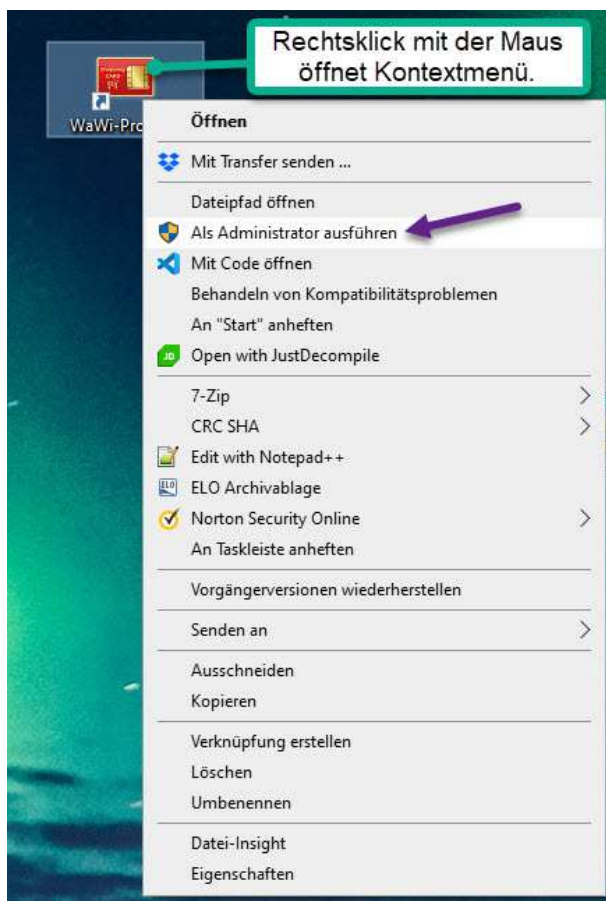 Rechtsklick mit der Maus
öffnet Kontextmenü.
WaWi-Pro
Öffnen
Mit Transfer senden ...
Dateipfad öffnen
Als Administrator ausführen
Mit Code öffnen
Behandeln von Kompatibilitätsproblemen
An "Start" anheften
JD
Open with JustDecompile
7-Zip
CRC SHA
Edit with Notepad++
ELO
ELO Archivablage
Norton Security Online
An Taskleiste anheften
Vorgängerversionen wiederherstellen
Senden an
Ausschneiden
Kopieren
Verknüpfung erstellen
Löschen
Umbenennen
Datei-Insight
Eigenschaften